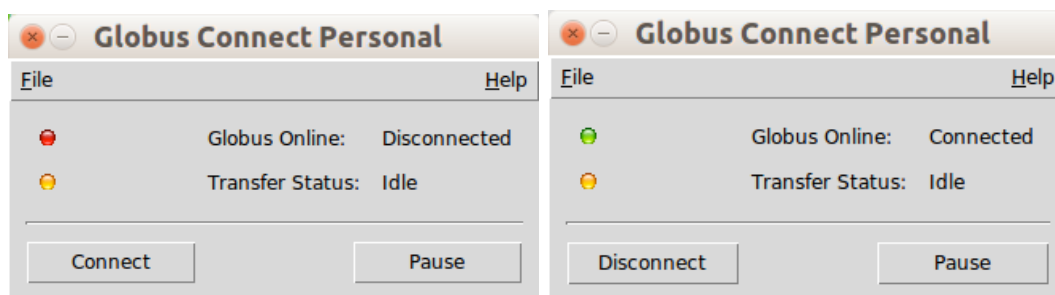 Globus Connect Personal
File Help
Globus Online: Disconnected
Transfer Status: Idle
Connect Pause
Globus Connect Personal
File Help
Globus Online: Connected
Transfer Status: Idle
Disconnect Pause